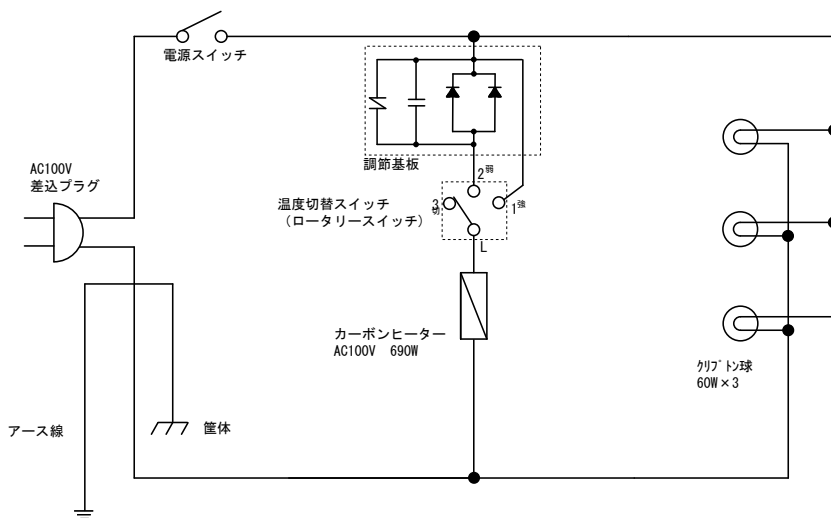 電源スイッチ
調節基板
AC100V
差込プラグ
2弱
温度切替スイッチ
(ロータリースイッチ)
3切
1強
L
カーボンヒーター
AC100V 690W
クリプトン球
60W×3
アース線
筐体